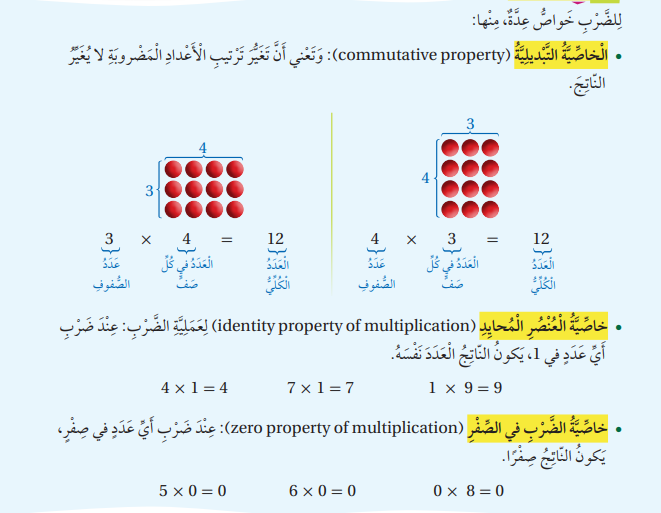 لِلضَّرْبِ خَواصُّ عِدَّةٌ، مِنْها:
• الْخاصِّيَّةُ التَّبْديلِيَّةُ (commutative property): وَتَعْني أَنَّ تَغَيُّرَ تَرْتيبِ الْأَعْدادِ الْمَضْروبَةِ لا يُغَيِّرُ
النّاتِجَ.
3
4
4
3
4 × 3 = 12
الْعَدَدُ الْعَدَدُ في كُلِّ عَدَدُ
الْكُلِّيُّ صَفٍّ الصُّفوفِ
3 × 4 = 12
الْعَدَدُ الْعَدَدُ في كُلِّ عَدَدُ
الْكُلِّيُّ صَفٍّ الصُّفوفِ
• خاصِّيَّةُ الْعُنْصُرِ الْمُحايِدِ (identity property of multiplication) لِعَمَلِيَّةِ الضَّرْبِ: عِنْدَ ضَرْبِ
أَيِّ عَدَدٍ في 1، يَكونُ النّاتِجُ الْعَدَدَ نَفْسَهُ.
4 × 1 = 4 7 × 1 = 7 1 × 9 = 9
• خاصِّيَّةُ الضَّرْبِ في الصِّفْرِ (zero property of multiplication): عِنْدَ ضَرْبِ أَيِّ عَدَدٍ في صِفْرٍ،
يَكونُ النّاتِجُ صِفْرًا.
5 × 0 = 0 6 × 0 = 0 0 × 8 = 0